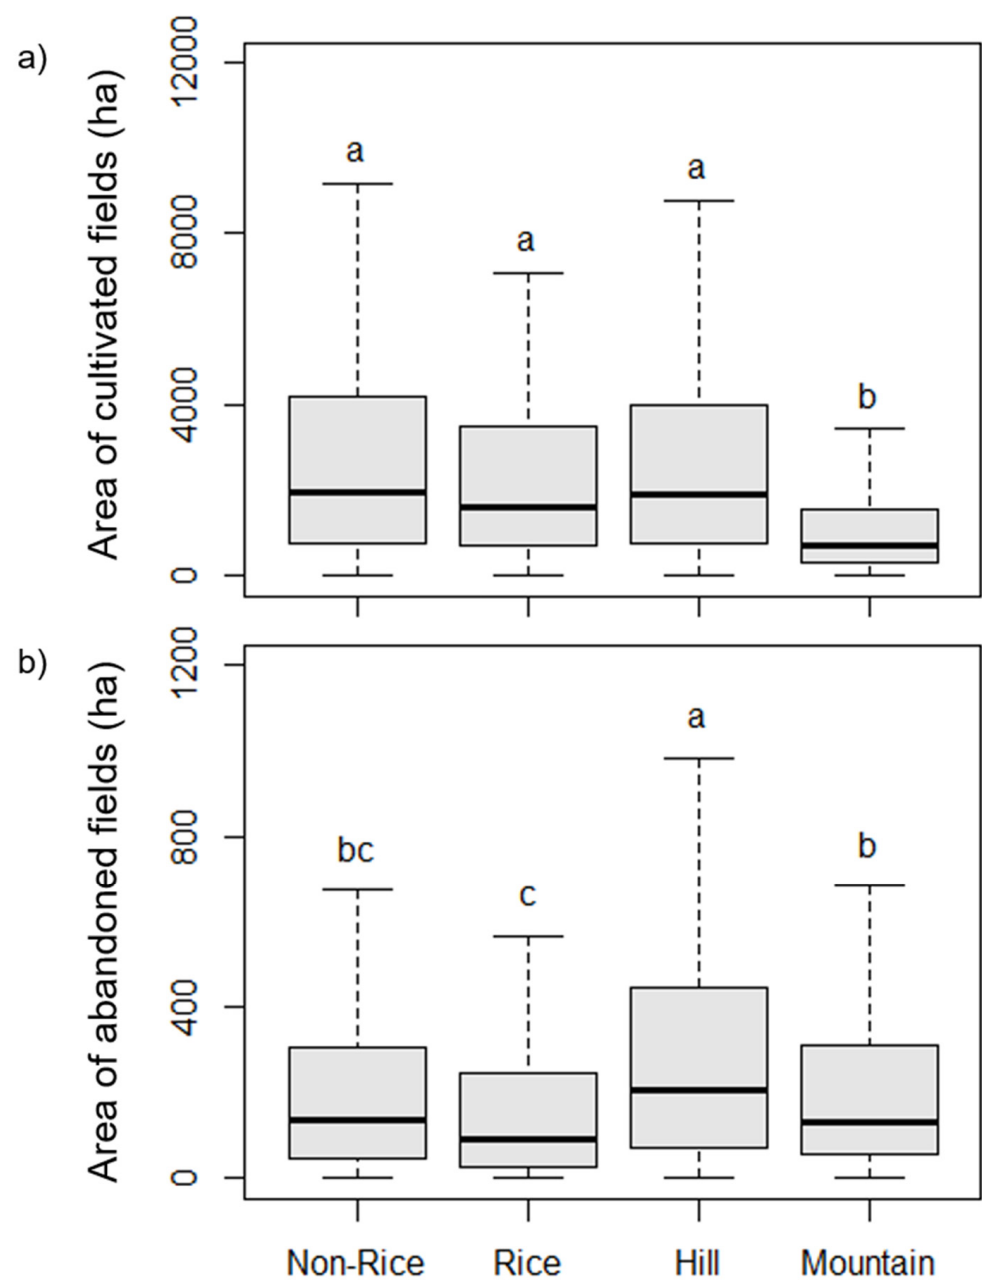 a)
Area of cultivated fields (ha)
12000
8000
4000
0
a
a
a
b
b)
Area of abandoned fields (ha)
1200
800
400
0
bc
c
a
b
Non-Rice
Rice
Hill
Mountain